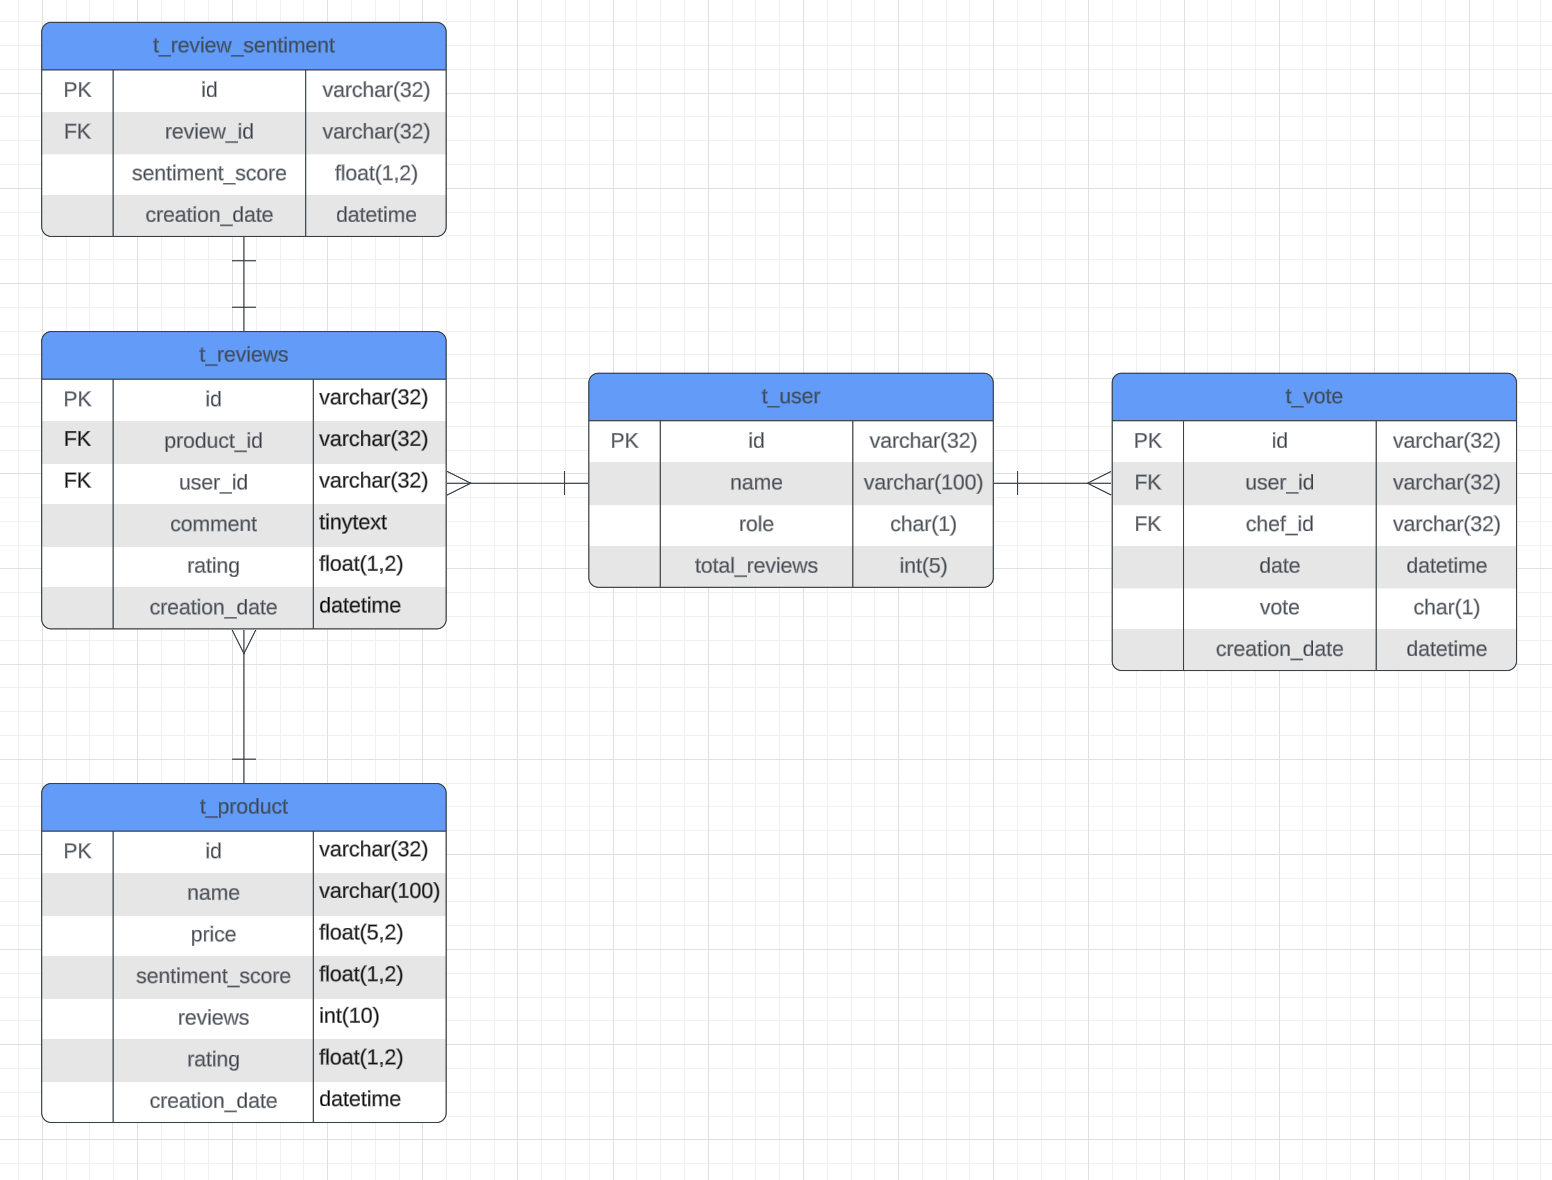 t_review_sentiment
PK id varchar(32)
FK review_id varchar(32)
sentiment_score float(1,2)
creation_date datetime
t_reviews
PK id varchar(32)
FK product_id varchar(32)
FK user_id varchar(32)
comment tinytext
rating float(1,2)
creation_date datetime
t_user
PK id varchar(32)
name varchar(100)
role char(1)
total_reviews int(5)
t_vote
PK id varchar(32)
FK user_id varchar(32)
FK chef_id varchar(32)
date datetime
vote char(1)
creation_date datetime
t_product
PK id varchar(32)
name varchar(100)
price float(5,2)
sentiment_score float(1,2)
reviews int(10)
rating float(1,2)
creation_date datetime